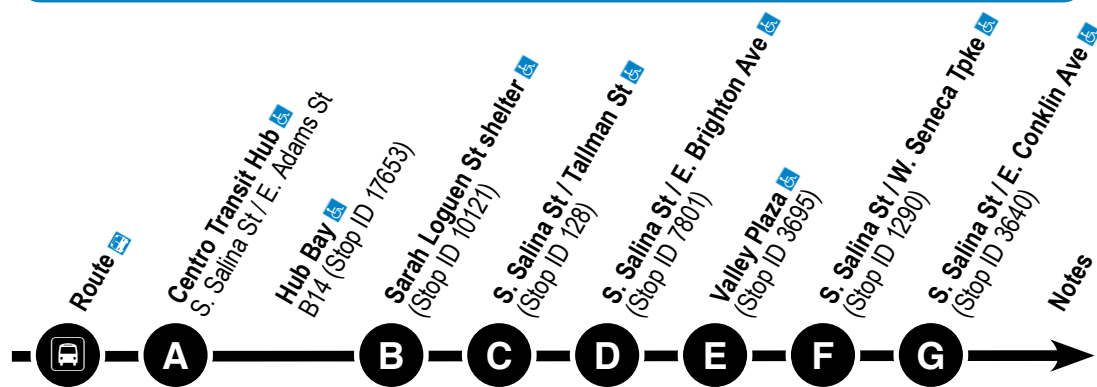 Route
Centro Transit Hub
S. Salina St / E. Adams St
Hub Bay
B14 (Stop ID 17653)
Sarah Loguen St shelter
(Stop ID 10121)
S. Salina St / Tallman St
(Stop ID 128)
S. Salina St / E. Brighton Ave
(Stop ID 7801)
Valley Plaza
(Stop ID 3695)
S. Salina St / W. Seneca Tpke
(Stop ID 1290)
S. Salina St / E. Conklin Ave
(Stop ID 3640)
Notes
A
B
C
D
E
F
G